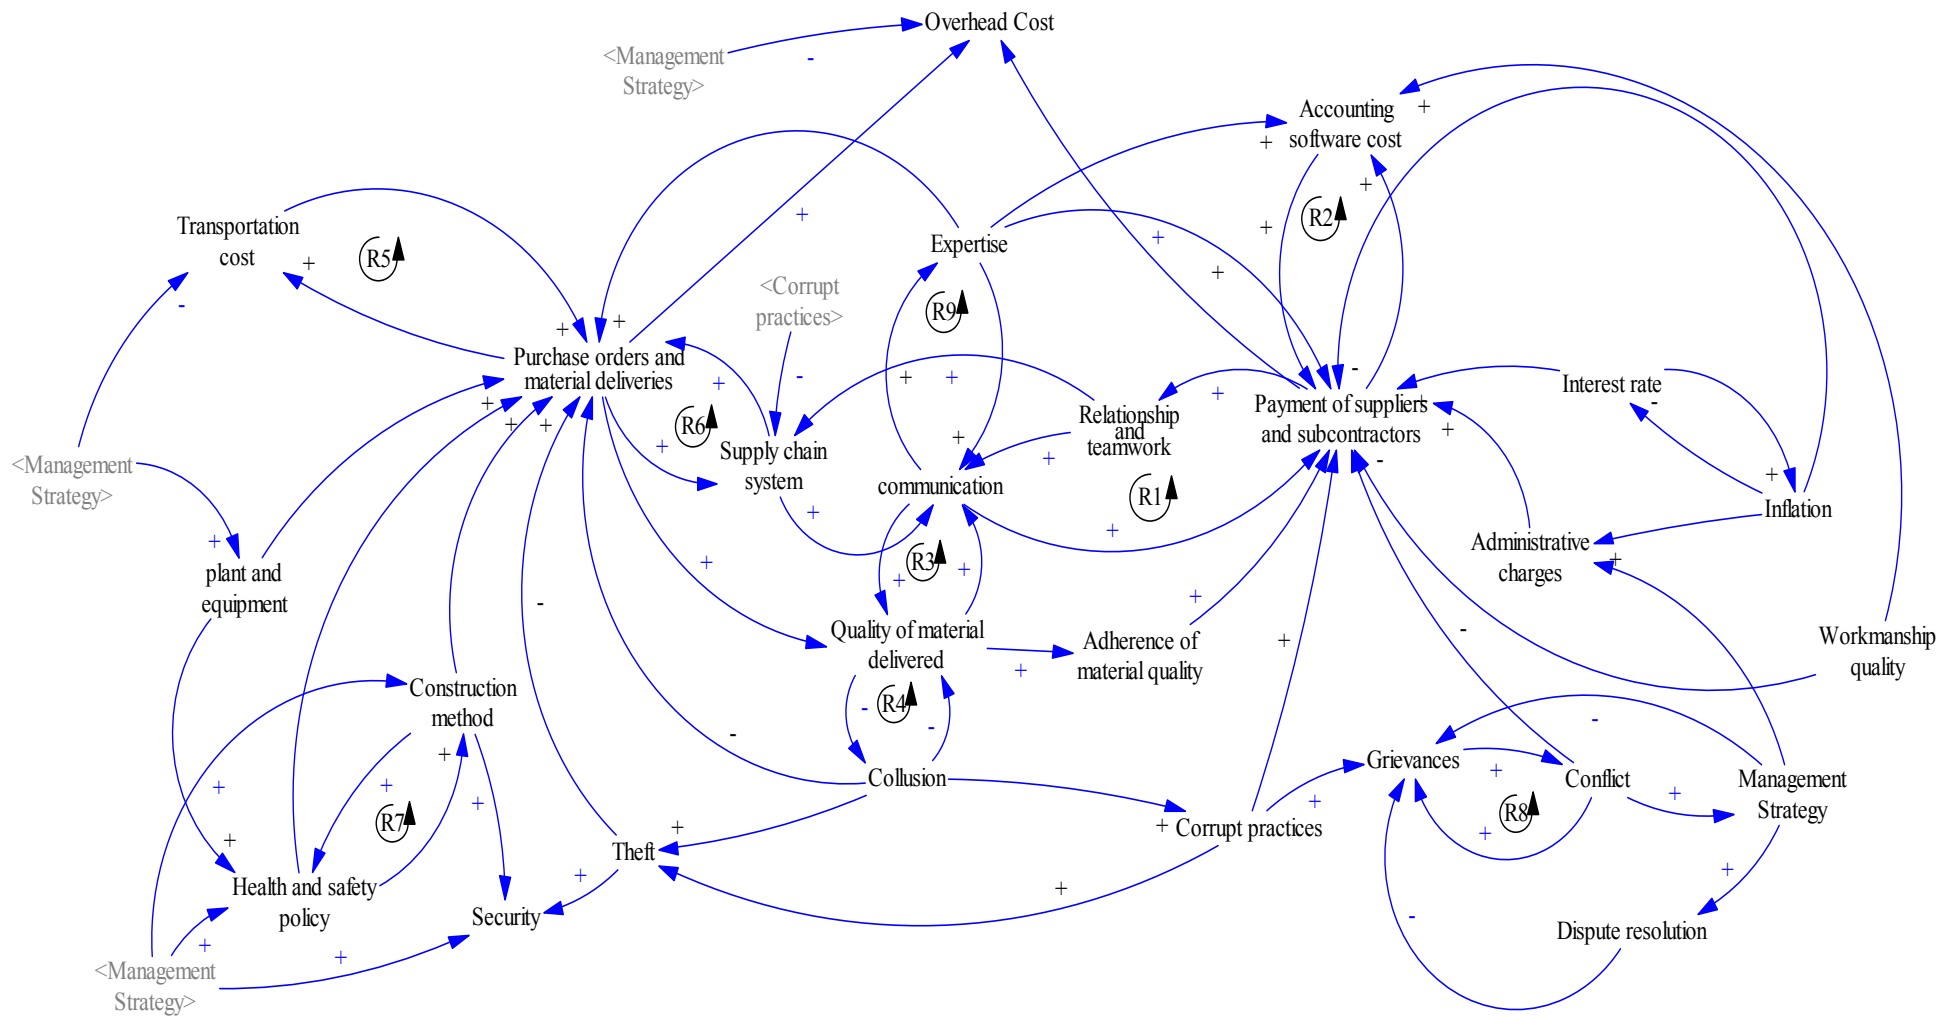 Overhead Cost
<Management
Strategy>
Accounting
software cost
Transportation
cost
R5
R2
Expertise
<Corrupt
practices>
R9
Purchase orders and
material deliveries
Interest rate
Payment of suppliers
and subcontractors
Relationship
and
teamwork
R6
Supply chain
system
<Management
Strategy>
communication
R1
Inflation
Administrative
charges
R3
plant and
equipment
Quality of material
delivered
Adherence of
material quality
Workmanship
quality
Construction
method
R4
Collusion
Grievances
Conflict
Management
Strategy
R7
R8
Corrupt practices
Theft
Health and safety
policy
Security
Dispute resolution
<Management
Strategy>